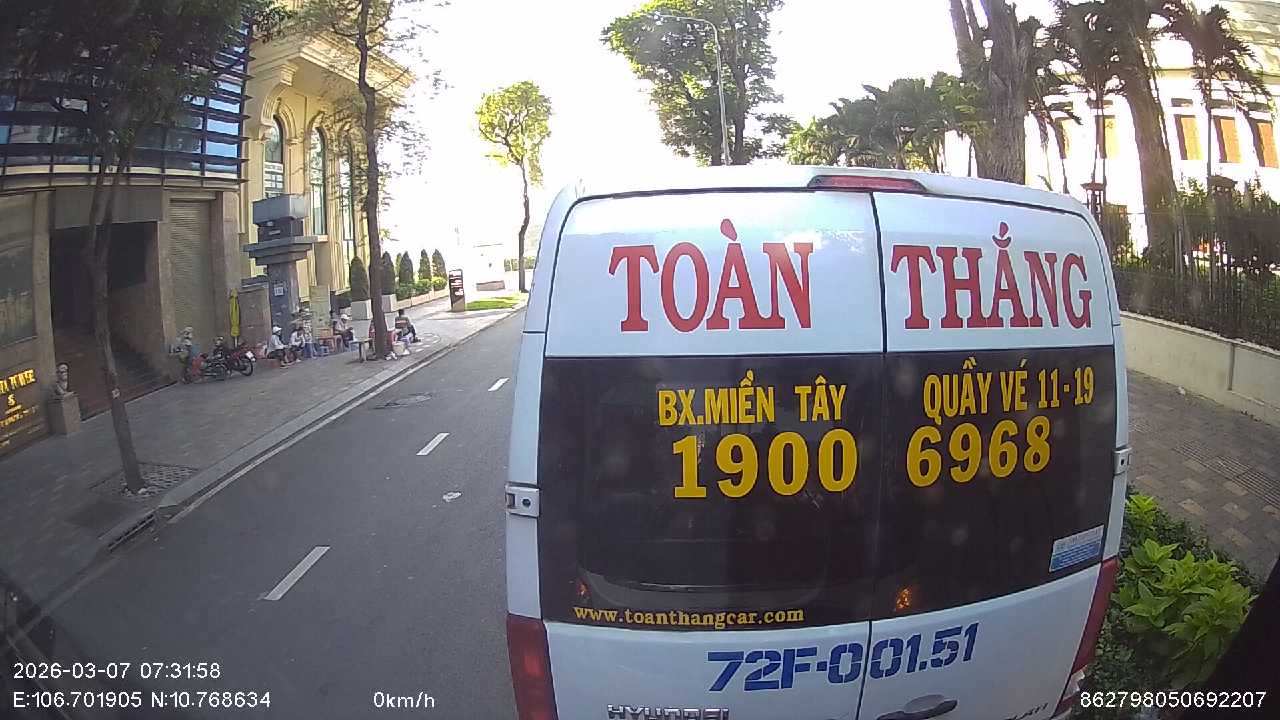 TOÀN THẮNG
BX.MIỀN TÂY QUẦY VÉ 11-19
1900 6968
www.toanthangcar.com
72F-001.51
HYUNDAI
2026-03-07 07:31:58
E:106.701905 N:10.768634 0km/h 862798050692207